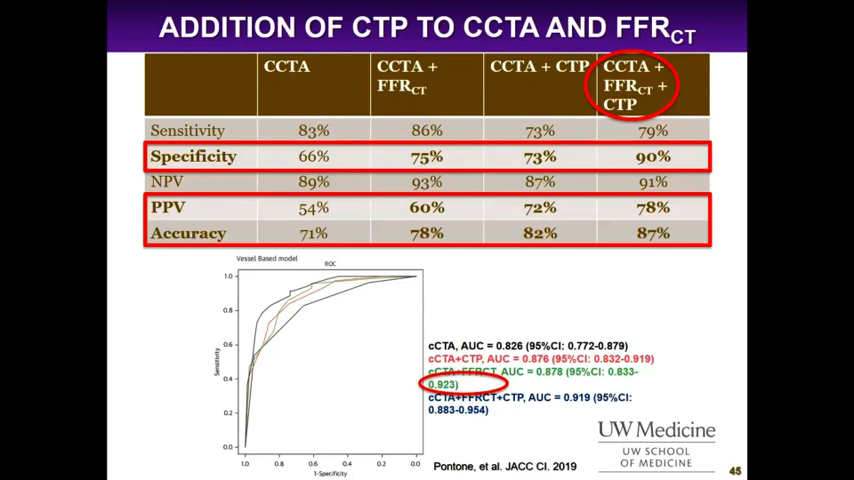 ADDITION OF CTP TO CCTA AND FFRCT
CCTA
CCTA + FFRCT
CCTA + CTP
CCTA + FFRCT + CTP
Sensitivity 83% 86% 73% 79%
Specificity 66% 75% 73% 90%
NPV 89% 93% 87% 91%
PPV 54% 60% 72% 78%
Accuracy 71% 78% 82% 87%
Vessel Based model
ROC
Sensitivity
1.0
0.8
0.6
0.4
0.2
0.0
1.0 0.8 0.6 0.4 0.2 0.0
1-Specificity
cCTA, AUC = 0.826 (95%CI: 0.772-0.879)
cCTA+CTP, AUC = 0.876 (95%CI: 0.832-0.919)
cCTA+FFRCT, AUC = 0.878 (95%CI: 0.833-
0.923)
cCTA+FFRCT+CTP, AUC = 0.919 (95%CI:
0.883-0.954)
Pontone, et al. JACC CI. 2019
UW Medicine
UW SCHOOL
OF MEDICINE
45